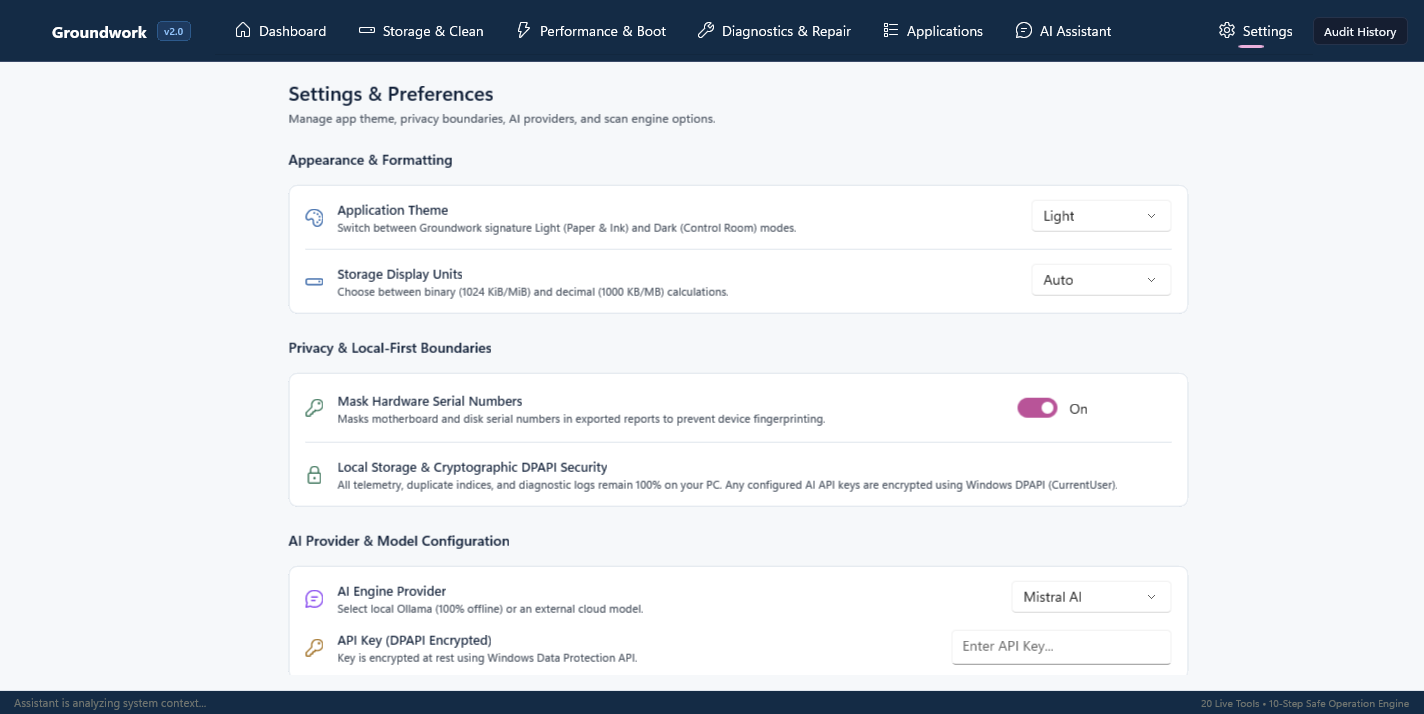 Groundwork v2.0 Dashboard Storage & Clean Performance & Boot Diagnostics & Repair Applications AI Assistant Settings Audit History
Settings & Preferences
Manage app theme, privacy boundaries, AI providers, and scan engine options.
Appearance & Formatting
Application Theme
Switch between Groundwork signature Light (Paper & Ink) and Dark (Control Room) modes.
Light
Storage Display Units
Choose between binary (1024 KiB/MiB) and decimal (1000 KB/MB) calculations.
Auto
Privacy & Local-First Boundaries
Mask Hardware Serial Numbers
Masks motherboard and disk serial numbers in exported reports to prevent device fingerprinting.
On
Local Storage & Cryptographic DPAPI Security
All telemetry, duplicate indices, and diagnostic logs remain 100% on your PC. Any configured AI API keys are encrypted using Windows DPAPI (CurrentUser).
AI Provider & Model Configuration
AI Engine Provider
Select local Ollama (100% offline) or an external cloud model.
Mistral AI
API Key (DPAPI Encrypted)
Key is encrypted at rest using Windows Data Protection API.
Enter API Key...
Assistant is analyzing system context...
20 Live Tools • 10-Step Safe Operation Engine